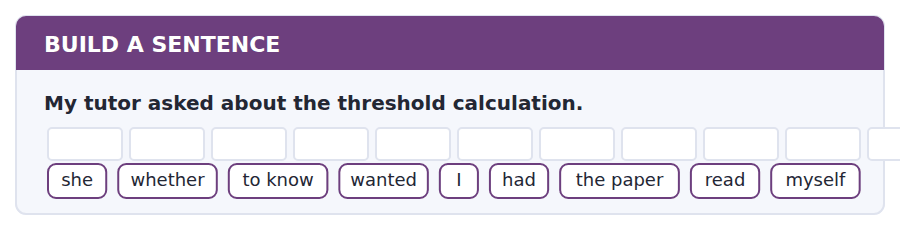 BUILD A SENTENCE
My tutor asked about the threshold calculation.
she whether to know wanted I had the paper read myself